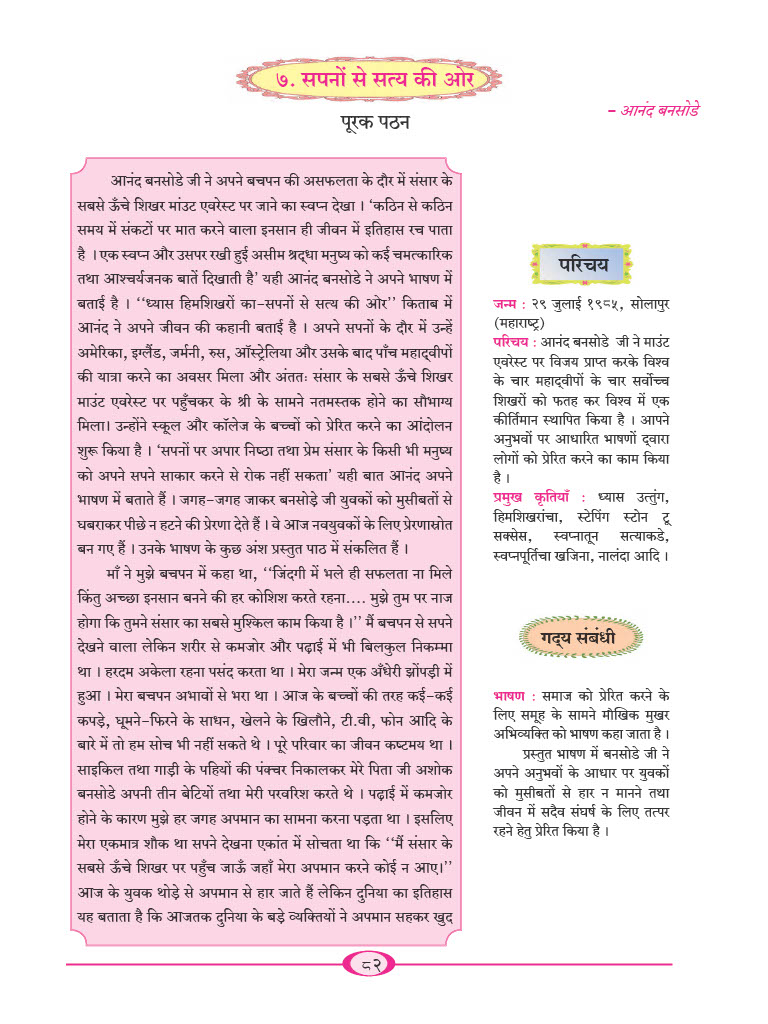 ७. सपनों से सत्य की ओर
– आनंद बनसोडे
पूरक पठन
आनंद बनसोडे जी ने अपने बचपन की असफलता के दौर में संसार के
सबसे ऊँचे शिखर मांउट एवरेस्ट पर जाने का स्वप्न देखा । ‘कठिन से कठिन
समय में संकटों पर मात करने वाला इनसान ही जीवन में इतिहास रच पाता
है । एक स्वप्न और उसपर रखी हुई असीम श्रद्धा मनुष्य को कई चमत्कारिक
तथा आश्चर्यजनक बातें दिखाती है’ यही आनंद बनसोडे ने अपने भाषण में
बताई है । ‘‘ध्यास हिमशिखरों का-सपनों से सत्य की ओर’’ किताब में
आनंद ने अपने जीवन की कहानी बताई है । अपने सपनों के दौर में उन्हें
अमेरिका, इग्लैंड, जर्मनी, रुस, ऑस्ट्रेलिया और उसके बाद पाँच महाद्वीपों
की यात्रा करने का अवसर मिला और अंततः संसार के सबसे ऊँचे शिखर
माउंट एवरेस्ट पर पहुँचकर के श्री के सामने नतमस्तक होने का सौभाग्य
मिला। उन्होंने स्कूल और कॉलेज के बच्चों को प्रेरित करने का आंदोलन
शुरू किया है । ‘सपनों पर अपार निष्ठा तथा प्रेम संसार के किसी भी मनुष्य
को अपने सपने साकार करने से रोक नहीं सकता’ यही बात आनंद अपने
भाषण में बताते हैं । जगह-जगह जाकर बनसोड़े जी युवकों को मुसीबतों से
घबराकर पीछे न हटने की प्रेरणा देते हैं । वे आज नवयुवकों के लिए प्रेरणास्रोत
बन गए हैं । उनके भाषण के कुछ अंश प्रस्तुत पाठ में संकलित हैं ।
माँ ने मुझे बचपन में कहा था, ‘‘जिंदगी में भले ही सफलता ना मिले
किंतु अच्छा इनसान बनने की हर कोशिश करते रहना.... मुझे तुम पर नाज
होगा कि तुमने संसार का सबसे मुश्किल काम किया है ।’’ मैं बचपन से सपने
देखने वाला लेकिन शरीर से कमजोर और पढ़ाई में भी बिलकुल निकम्मा
था । हरदम अकेला रहना पसंद करता था । मेरा जन्म एक अँधेरी झोंपड़ी में
हुआ । मेरा बचपन अभावों से भरा था । आज के बच्चों की तरह कई-कई
कपड़े, घूमने-फिरने के साधन, खेलने के खिलौने, टी.वी, फोन आदि के
बारे में तो हम सोच भी नहीं सकते थे । पूरे परिवार का जीवन कष्टमय था ।
साइकिल तथा गाड़ी के पहियों की पंक्चर निकालकर मेरे पिता जी अशोक
बनसोडे अपनी तीन बेटियों तथा मेरी परवरिश करते थे । पढ़ाई में कमजोर
होने के कारण मुझे हर जगह अपमान का सामना करना पड़ता था । इसलिए
मेरा एकमात्र शौक था सपने देखना एकांत में सोचता था कि ‘‘मैं संसार के
सबसे ऊँचे शिखर पर पहुँच जाऊँ जहाँ मेरा अपमान करने कोई न आए।’’
आज के युवक थोड़े से अपमान से हार जाते हैं लेकिन दुनिया का इतिहास
यह बताता है कि आजतक दुनिया के बड़े व्यक्तियों ने अपमान सहकर खुद
परिचय
जन्म : २९ जुलाई १९८५, सोलापुर
(महाराष्ट्र)
परिचय : आनंद बनसोडे जी ने माउंट
एवरेस्ट पर विजय प्राप्त करके विश्व
के चार महाद्वीपों के चार सर्वोच्च
शिखरों को फतह कर विश्व में एक
कीर्तिमान स्थापित किया है । आपने
अनुभवों पर आधारित भाषणों द्वारा
लोगों को प्रेरित करने का काम किया
है ।
प्रमुख कृतियाँ : ध्यास उत्तुंग,
हिमशिखरांचा, स्टेपिंग स्टोन टू
सक्सेस, स्वप्नातून सत्याकडे,
स्वप्नपूर्तिचा खजिना, नालंदा आदि ।
गद्य संबंधी
भाषण : समाज को प्रेरित करने के
लिए समूह के सामने मौखिक मुखर
अभिव्यक्ति को भाषण कहा जाता है ।
प्रस्तुत भाषण में बनसोडे जी ने
अपने अनुभवों के आधार पर युवकों
को मुसीबतों से हार न मानने तथा
जीवन में सदैव संघर्ष के लिए तत्पर
रहने हेतु प्रेरित किया है ।
८२